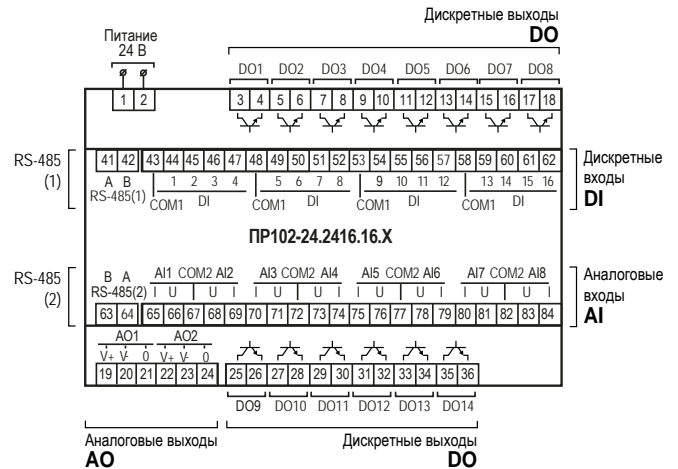 Дискретные выходы
DO
Питание
24 В
DO1 DO2 DO3 DO4 DO5 DO6 DO7 DO8
1 2 3 4 5 6 7 8 9 10 11 12 13 14 15 16 17 18
RS-485
(1)
41 42 43 44 45 46 47 48 49 50 51 52 53 54 55 56 57 58 59 60 61 62
A B 1 2 3 4 5 6 7 8 9 10 11 12 13 14 15 16
RS-485(1) COM1 DI COM1 DI COM1 DI COM1 DI
Дискретные
входы
DI
ПР102-24.2416.16.X
RS-485
(2)
B A AI1 COM2 AI2 AI3 COM2 AI4 AI5 COM2 AI6 AI7 COM2 AI8
RS-485(2) I U U I I U U I I U U I I U U I
63 64 65 66 67 68 69 70 71 72 73 74 75 76 77 78 79 80 81 82 83 84
Аналоговые
входы
AI
AO1 AO2
V+ V- 0 V+ V- 0
19 20 21 22 23 24 25 26 27 28 29 30 31 32 33 34 35 36
DO9 DO10 DO11 DO12 DO13 DO14
Аналоговые выходы
AO
Дискретные выходы
DO